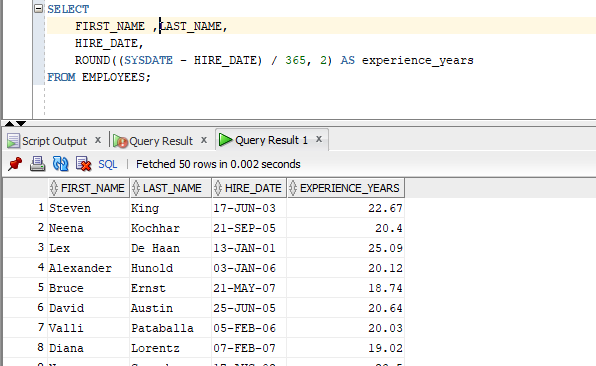 SELECT
FIRST_NAME ,LAST_NAME,
HIRE_DATE,
ROUND((SYSDATE - HIRE_DATE) / 365, 2) AS experience_years
FROM EMPLOYEES;
Script Output x Query Result x Query Result 1 x
SQL | Fetched 50 rows in 0.002 seconds
FIRST_NAME LAST_NAME HIRE_DATE EXPERIENCE_YEARS
1 Steven King 17-JUN-03 22.67
2 Neena Kochhar 21-SEP-05 20.4
3 Lex De Haan 13-JAN-01 25.09
4 Alexander Hunold 03-JAN-06 20.12
5 Bruce Ernst 21-MAY-07 18.74
6 David Austin 25-JUN-05 20.64
7 Valli Pataballa 05-FEB-06 20.03
8 Diana Lorentz 07-FEB-07 19.02